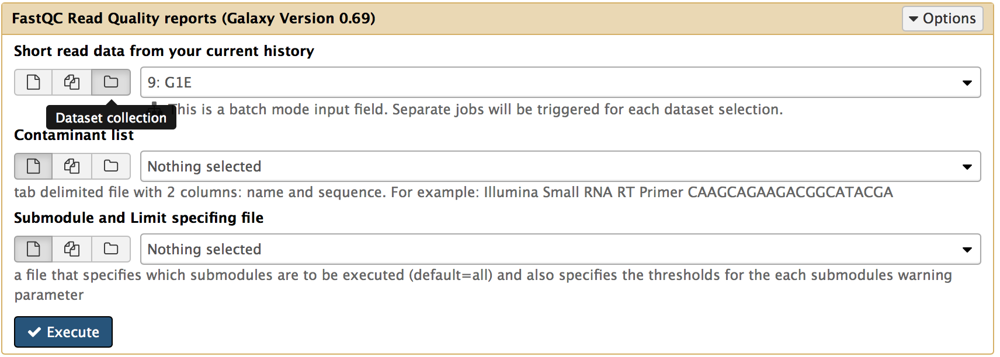 FastQC Read Quality reports (Galaxy Version 0.69)
Options
Short read data from your current history
9: G1E
This is a batch mode input field. Separate jobs will be triggered for each dataset selection.
Dataset collection
Contaminant list
Nothing selected
tab delimited file with 2 columns: name and sequence. For example: Illumina Small RNA RT Primer CAAGCAGAAGACGGCATACGA
Submodule and Limit specifing file
Nothing selected
a file that specifies which submodules are to be executed (default=all) and also specifies the thresholds for the each submodules warning
parameter
Execute